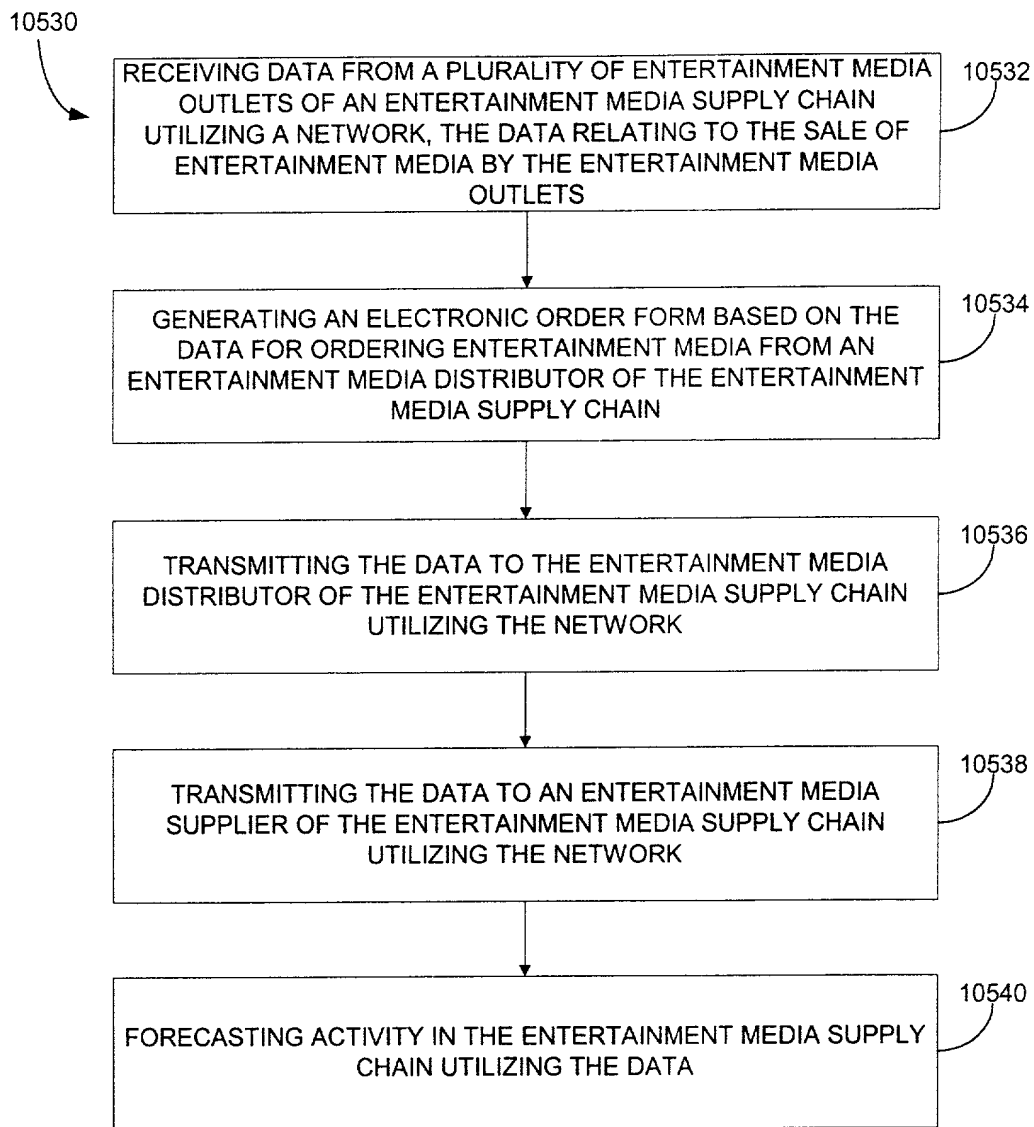 10530
RECEIVING DATA FROM A PLURALITY OF ENTERTAINMENT MEDIA
OUTLETS OF AN ENTERTAINMENT MEDIA SUPPLY CHAIN
UTILIZING A NETWORK, THE DATA RELATING TO THE SALE OF
ENTERTAINMENT MEDIA BY THE ENTERTAINMENT MEDIA
OUTLETS
10532
GENERATING AN ELECTRONIC ORDER FORM BASED ON THE
DATA FOR ORDERING ENTERTAINMENT MEDIA FROM AN
ENTERTAINMENT MEDIA DISTRIBUTOR OF THE ENTERTAINMENT
MEDIA SUPPLY CHAIN
10534
TRANSMITTING THE DATA TO THE ENTERTAINMENT MEDIA
DISTRIBUTOR OF THE ENTERTAINMENT MEDIA SUPPLY CHAIN
UTILIZING THE NETWORK
10536
TRANSMITTING THE DATA TO AN ENTERTAINMENT MEDIA
SUPPLIER OF THE ENTERTAINMENT MEDIA SUPPLY CHAIN
UTILIZING THE NETWORK
10538
FORECASTING ACTIVITY IN THE ENTERTAINMENT MEDIA SUPPLY
CHAIN UTILIZING THE DATA
10540